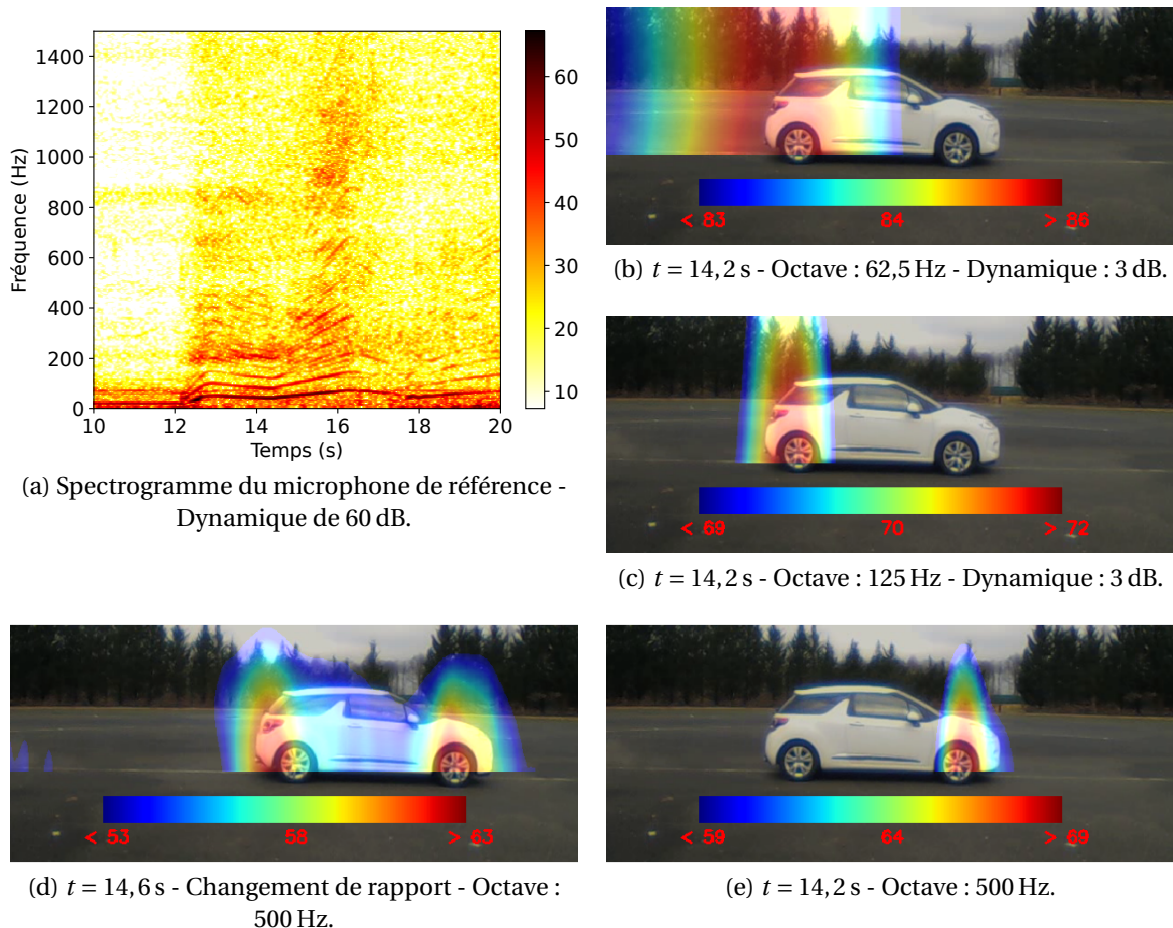 1400
1200
1000
800
600
400
200
0
Fréquence (Hz)
10 12 14 16 18 20
Temps (s)
60
50
40
30
20
10
(a) Spectrogramme du microphone de référence -
Dynamique de 60 dB.
< 83 84 > 86
(b) t = 14,2 s - Octave : 62,5 Hz - Dynamique : 3 dB.
< 69 70 > 72
(c) t = 14,2 s - Octave : 125 Hz - Dynamique : 3 dB.
< 53 58 > 63
(d) t = 14,6 s - Changement de rapport - Octave :
500 Hz.
< 59 64 > 69
(e) t = 14,2 s - Octave : 500 Hz.